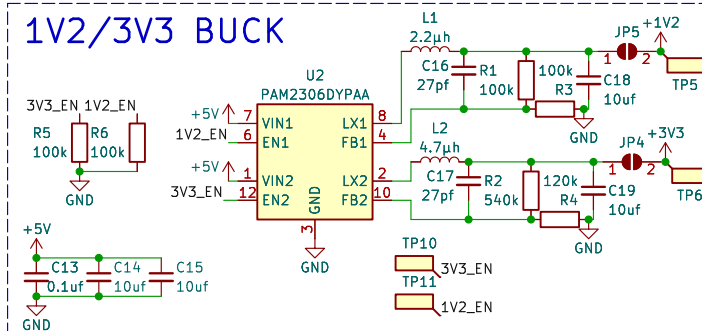 1V2/3V3 BUCK
L1
2.2μh
JP5
+1V2
1 2
TP5
C16
27pf
R1
100k
100k
R3
C18
10uf
GND
U2
PAM2306DYPAA
+5V
7 VIN1 LX1 8
1V2_EN
6 EN1 FB1 4
+5V
1 VIN2 LX2 2
3V3_EN
12 EN2 FB2 10
GND
3
GND
3V3_EN 1V2_EN
R5
100k
R6
100k
GND
L2
4.7μh
JP4
+3V3
1 2
TP6
C17
27pf
R2
540k
120k
R4
C19
10uf
GND
+5V
C13
0.1uf
C14
10uf
C15
10uf
GND
TP10
3V3_EN
TP11
1V2_EN